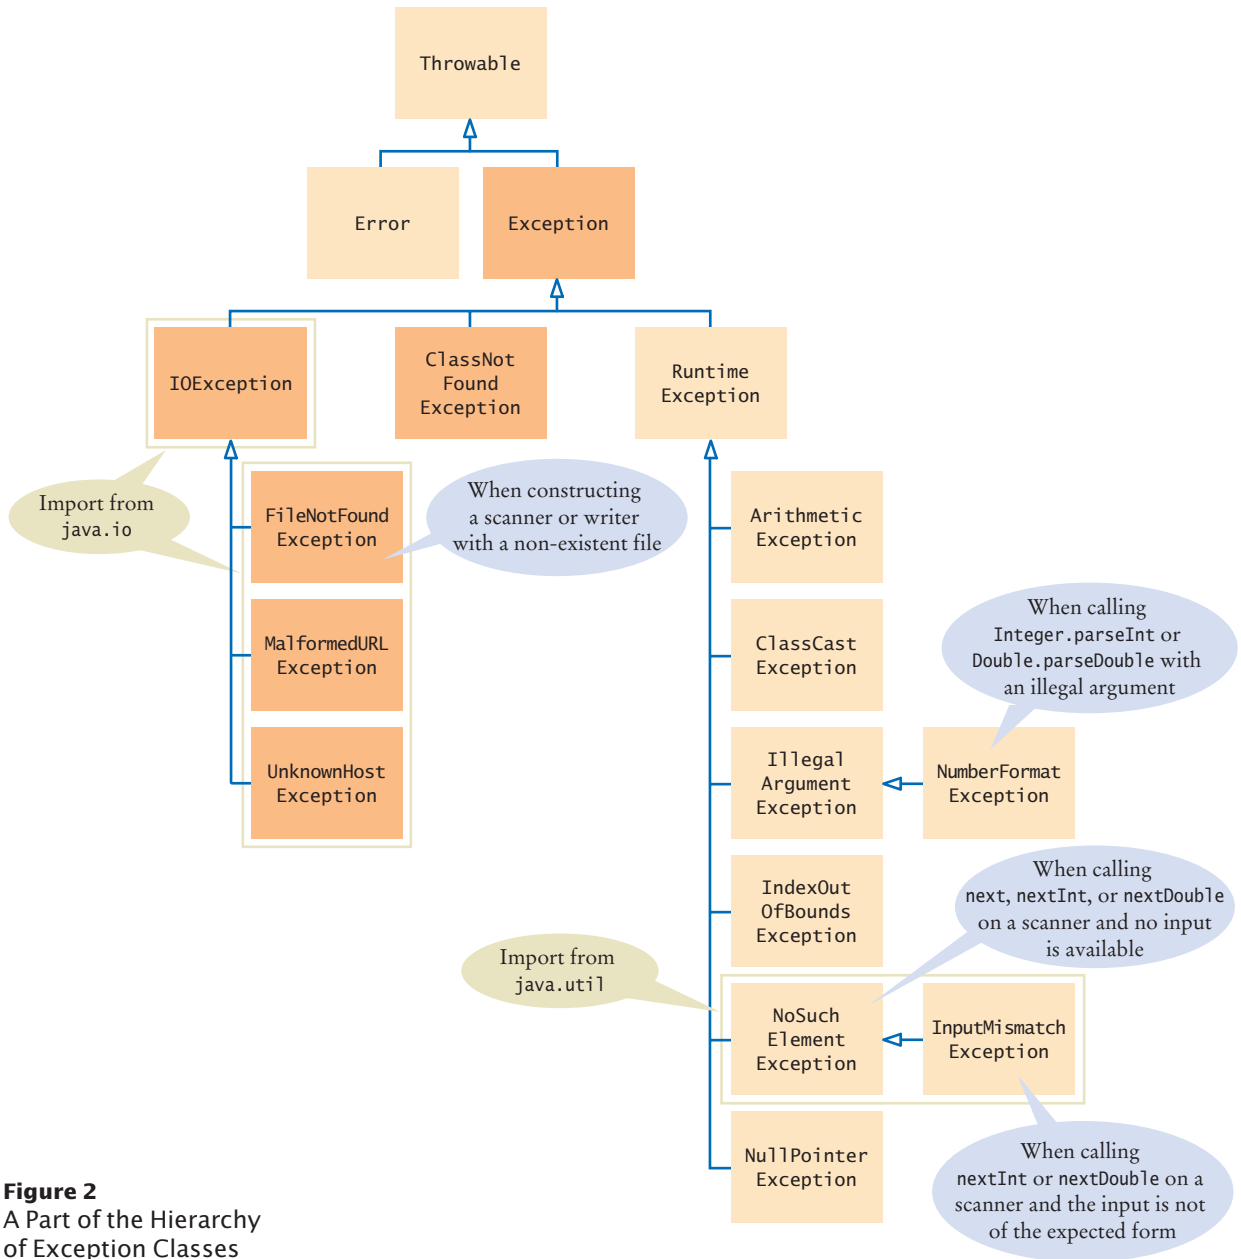 Throwable
Error
Exception
IOException
ClassNot
Found
Exception
Runtime
Exception
Import from
java.io
FileNotFound
Exception
When constructing
a scanner or writer
with a non-existent file
Arithmetic
Exception
MalformedURL
Exception
ClassCast
Exception
When calling
Integer.parseInt or
Double.parseDouble with
an illegal argument
UnknownHost
Exception
Illegal
Argument
Exception
NumberFormat
Exception
IndexOut
OfBounds
Exception
When calling
next, nextInt, or nextDouble
on a scanner and no input
is available
Import from
java.util
NoSuch
Element
Exception
InputMismatch
Exception
NullPointer
Exception
When calling
nextInt or nextDouble on a
scanner and the input is not
of the expected form
Figure 2
A Part of the Hierarchy
of Exception Classes